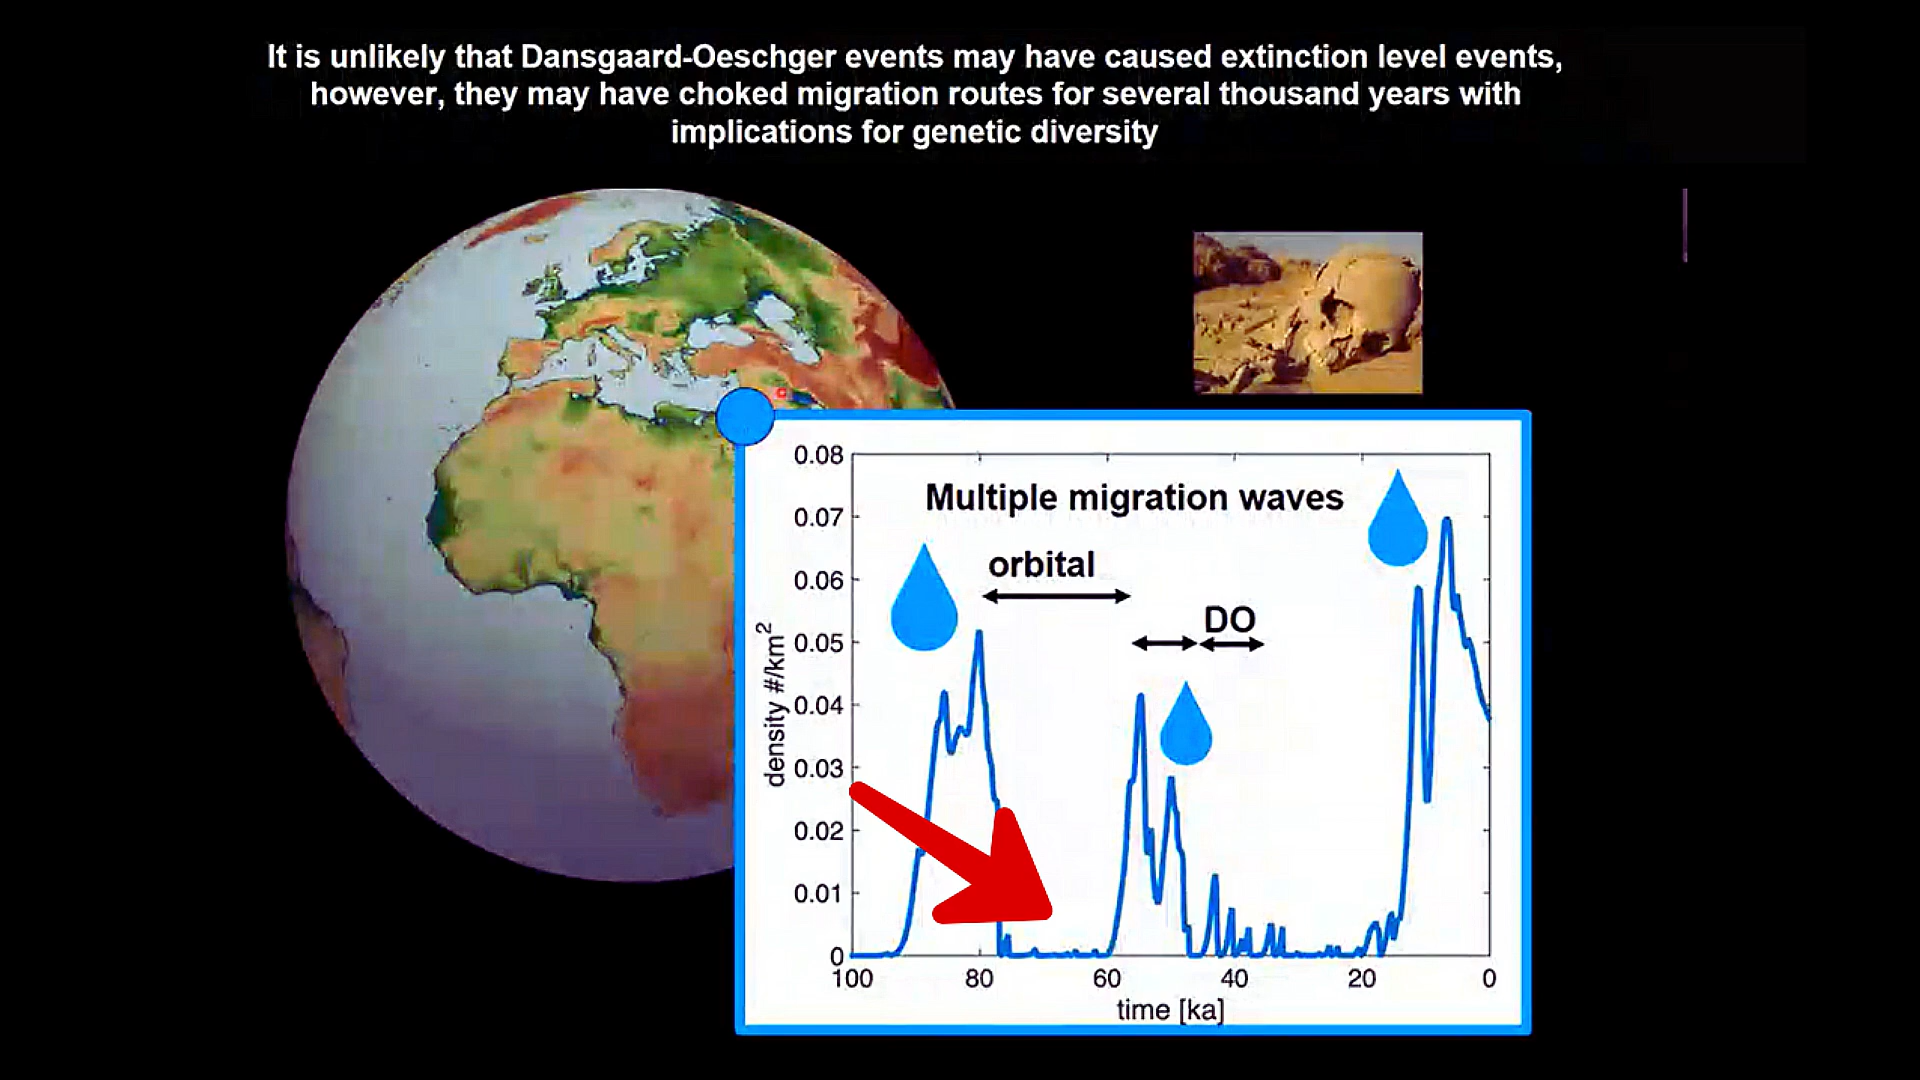 It is unlikely that Dansgaard-Oeschger events may have caused extinction level events,
however, they may have choked migration routes for several thousand years with
implications for genetic diversity
Multiple migration waves
orbital
DO
density #/km²
0.08
0.07
0.06
0.05
0.04
0.03
0.02
0.01
0
100 80 60 40 20 0
time [ka]